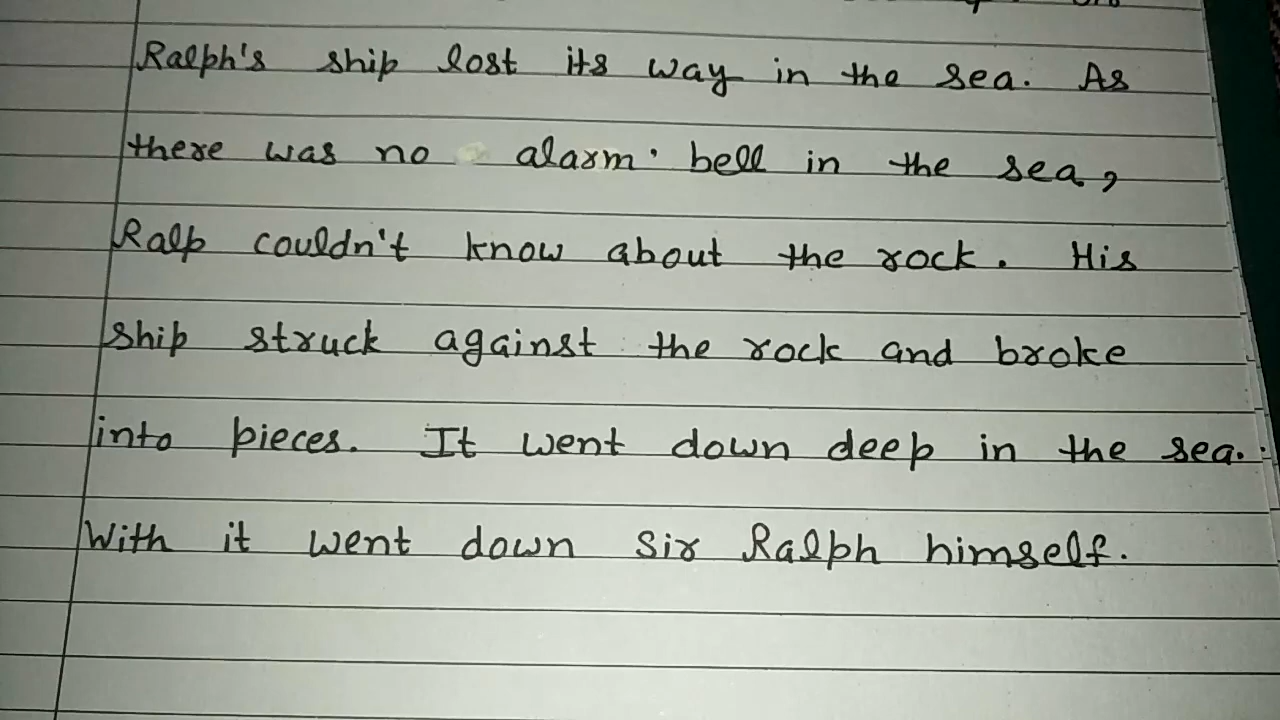 Ralph's ship lost its way in the sea. As
there was no alarm. bell in the sea,
Ralp couldn't know about the rock. His
ship struck against the rock and broke
into pieces. It went down deep in the sea.
With it went down Sir Ralph himself.